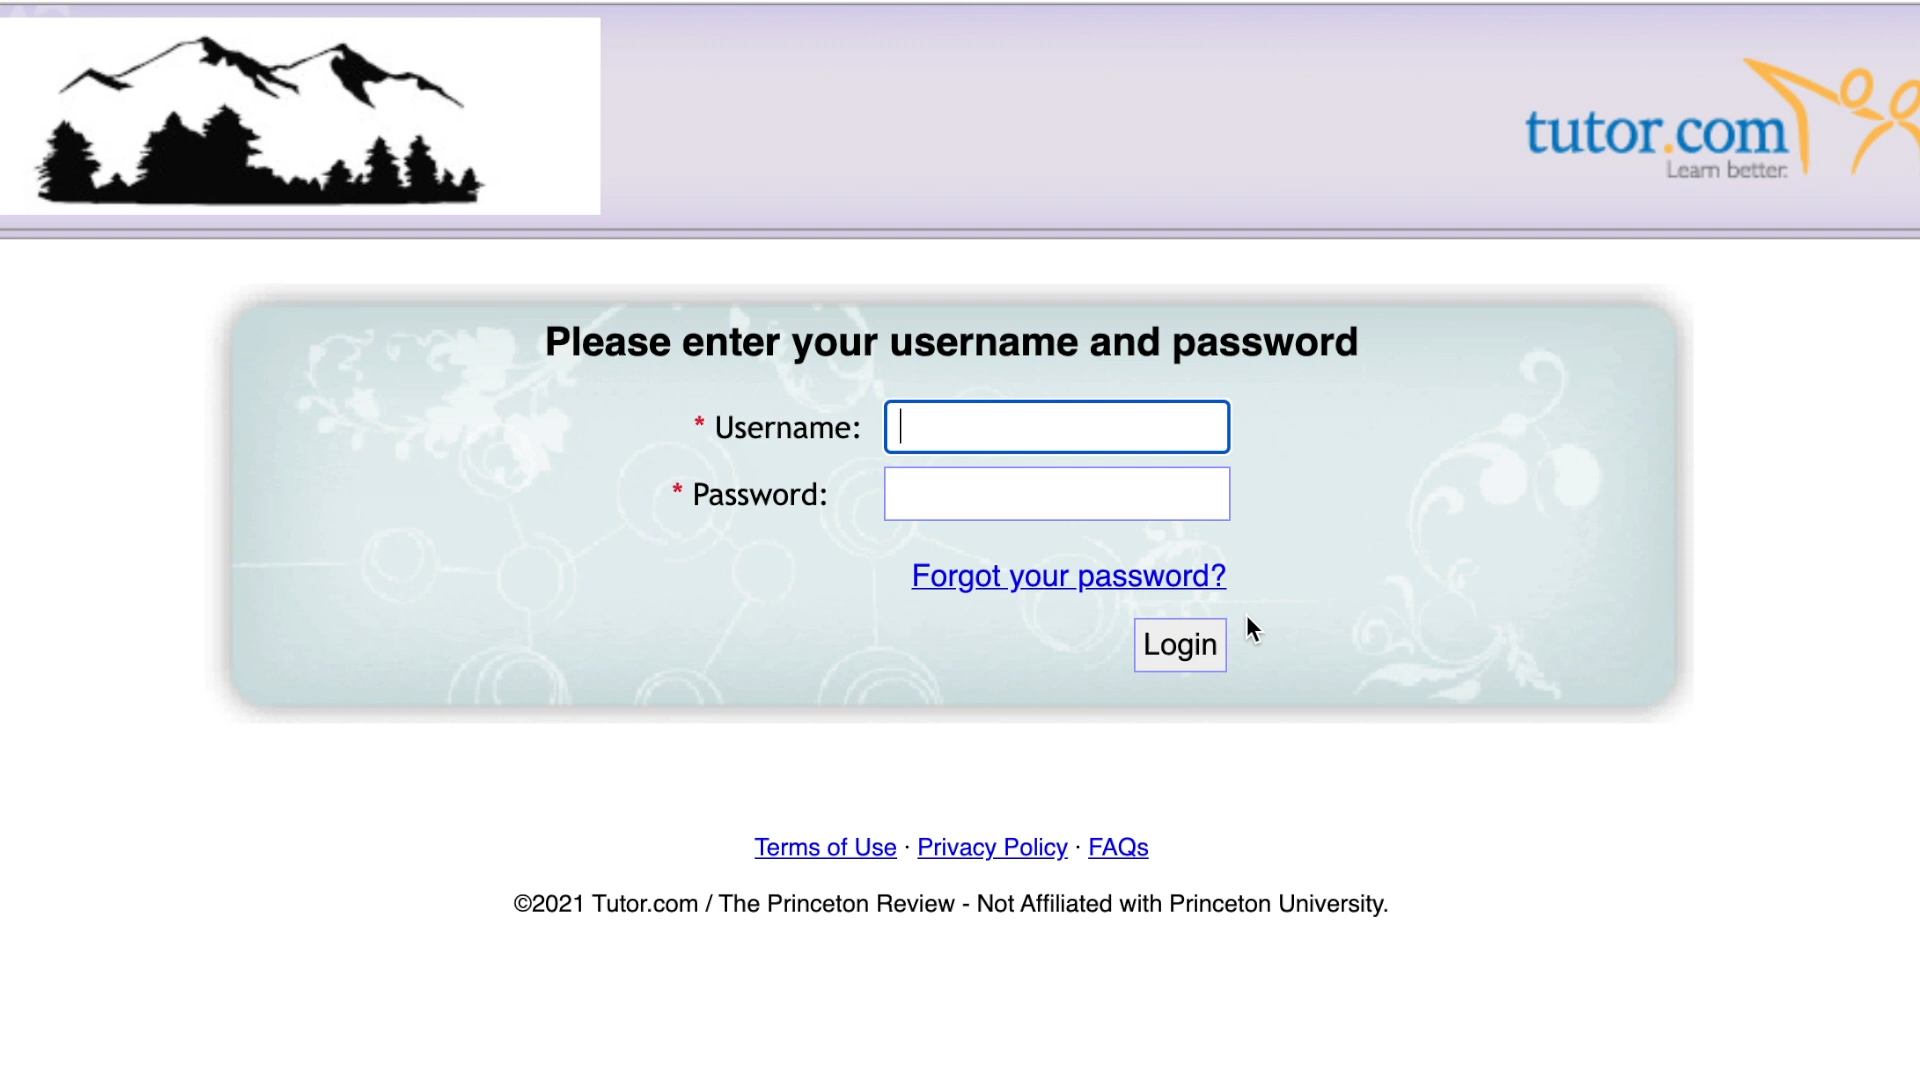 tutor.com
Learn better.
Please enter your username and password
* Username:
* Password:
Forgot your password?
Login
Terms of Use · Privacy Policy · FAQs
©2021 Tutor.com / The Princeton Review - Not Affiliated with Princeton University.